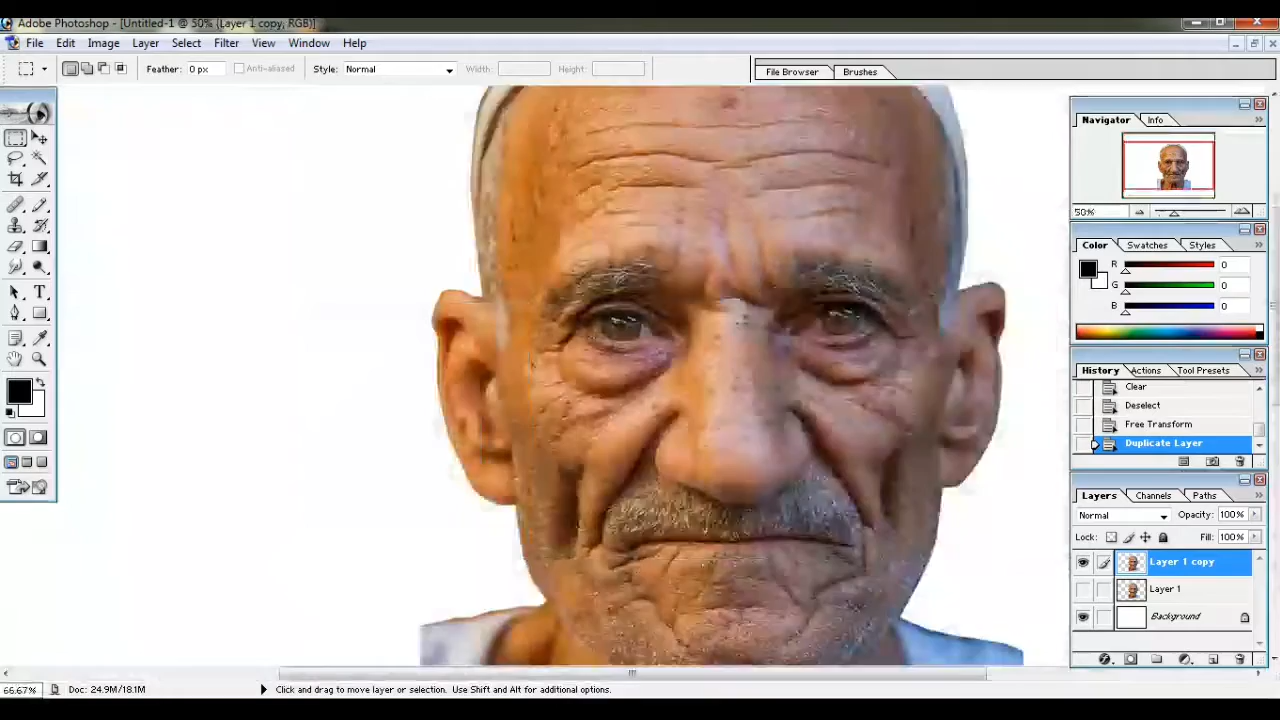 Adobe Photoshop - [Untitled-1 @ 50% (Layer 1 copy, RGB)]
File Edit Image Layer Select Filter View Window Help
Feather: 0 px Anti-aliased Style: Normal Width: Height: File Browser Brushes
Navigator Info
50%
Color Swatches Styles
R 0
G 0
B 0
History Actions Tool Presets
Clear
Deselect
Free Transform
Duplicate Layer
Layers Channels Paths
Normal Opacity: 100%
Lock: Fill: 100%
Layer 1 copy
Layer 1
Background
66.67% Doc: 24.9M/18.1M Click and drag to move layer or selection. Use Shift and Alt for additional options.